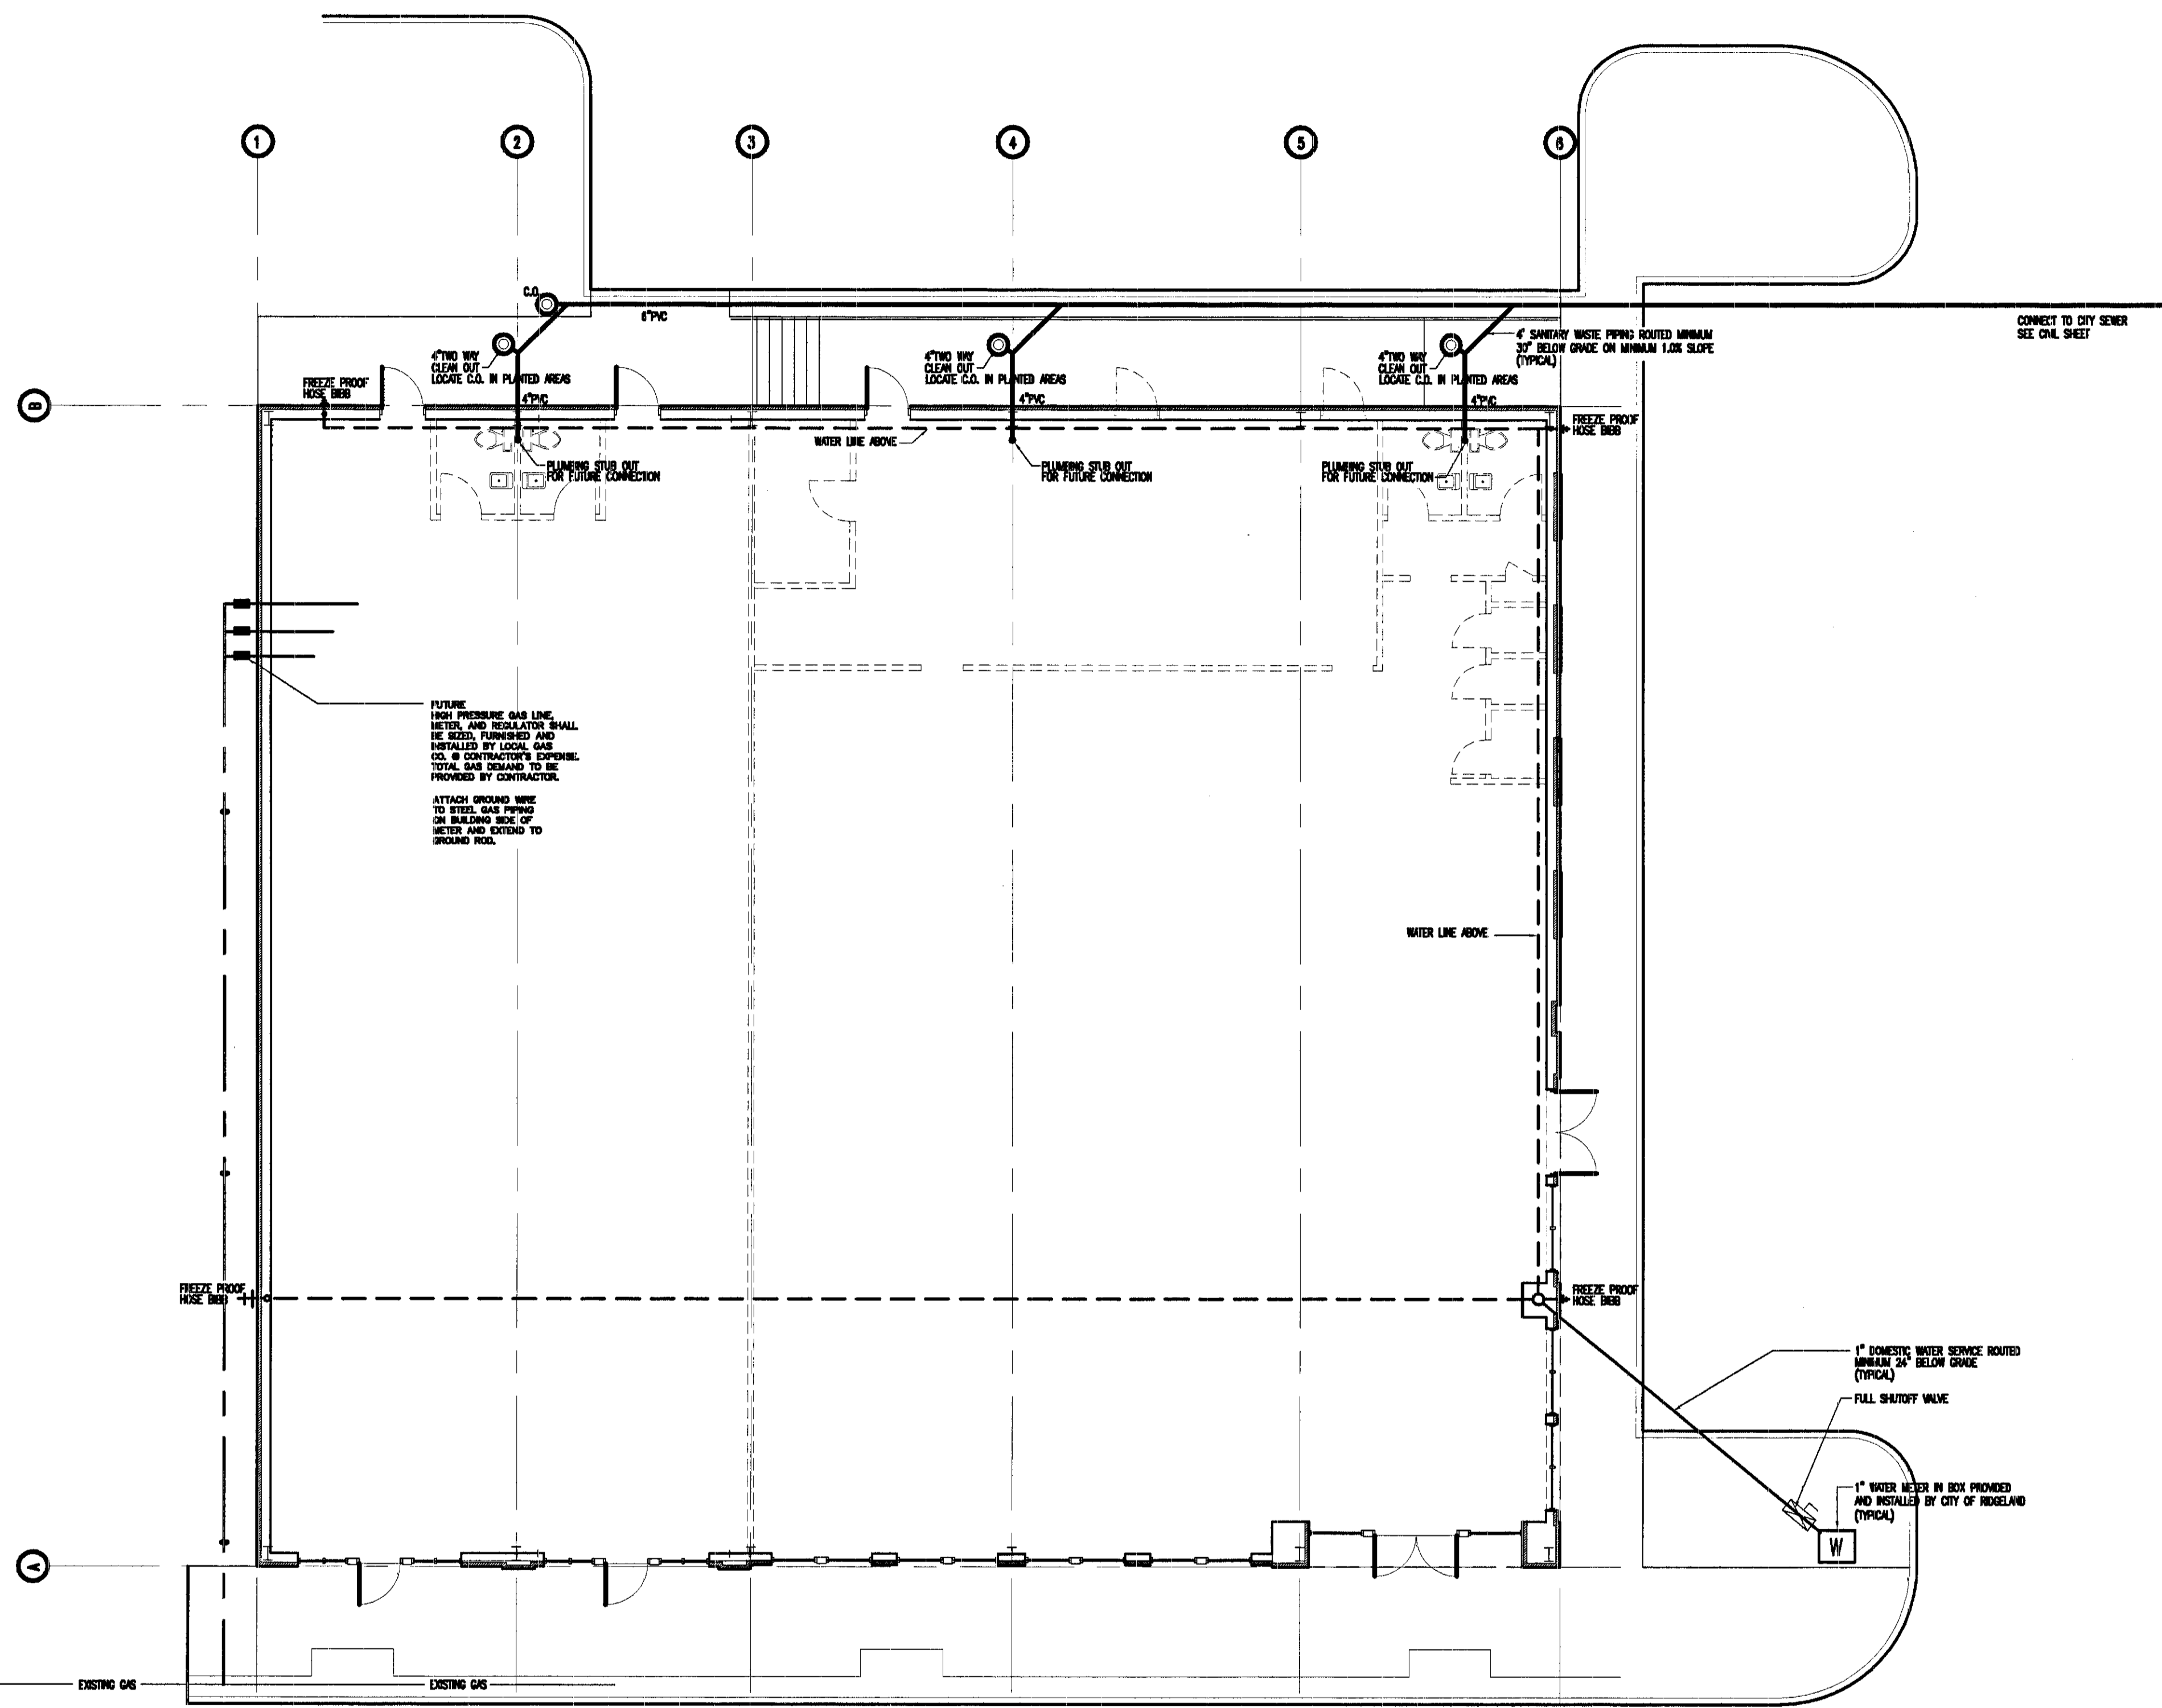 1
2
3
4
5
6
C.O.
6"PVC
CONNECT TO CITY SEWER
SEE CIVIL SHEET
4" SANITARY WASTE PIPING ROUTED MINIMUM
30" BELOW GRADE ON MINIMUM 1.0% SLOPE
(TYPICAL)
4"TWO WAY
CLEAN OUT
LOCATE C.O. IN PLANTED AREAS
4"TWO WAY
CLEAN OUT
LOCATE C.O. IN PLANTED AREAS
4"TWO WAY
CLEAN OUT
LOCATE C.O. IN PLANTED AREAS
FREEZE PROOF
HOSE BIBB
4"PVC
4"PVC
4"PVC
B
FREEZE PROOF
HOSE BIBB
WATER LINE ABOVE
PLUMBING STUB OUT
FOR FUTURE CONNECTION
PLUMBING STUB OUT
FOR FUTURE CONNECTION
PLUMBING STUB OUT
FOR FUTURE CONNECTION
FUTURE
HIGH PRESSURE GAS LINE,
METER, AND REGULATOR SHALL
BE SIZED, FURNISHED AND
INSTALLED BY LOCAL GAS
CO. @ CONTRACTOR'S EXPENSE.
TOTAL GAS DEMAND TO BE
PROVIDED BY CONTRACTOR.
ATTACH GROUND WIRE
TO STEEL GAS PIPING
ON BUILDING SIDE OF
METER AND EXTEND TO
GROUND ROD.
WATER LINE ABOVE
FREEZE PROOF
HOSE BIBB
FREEZE PROOF
HOSE BIBB
1" DOMESTIC WATER SERVICE ROUTED
MINIMUM 24" BELOW GRADE
(TYPICAL)
FULL SHUTOFF VALVE
1" WATER METER IN BOX PROVIDED
AND INSTALLED BY CITY OF RIDGELAND
(TYPICAL)
W
A
EXISTING GAS
EXISTING GAS